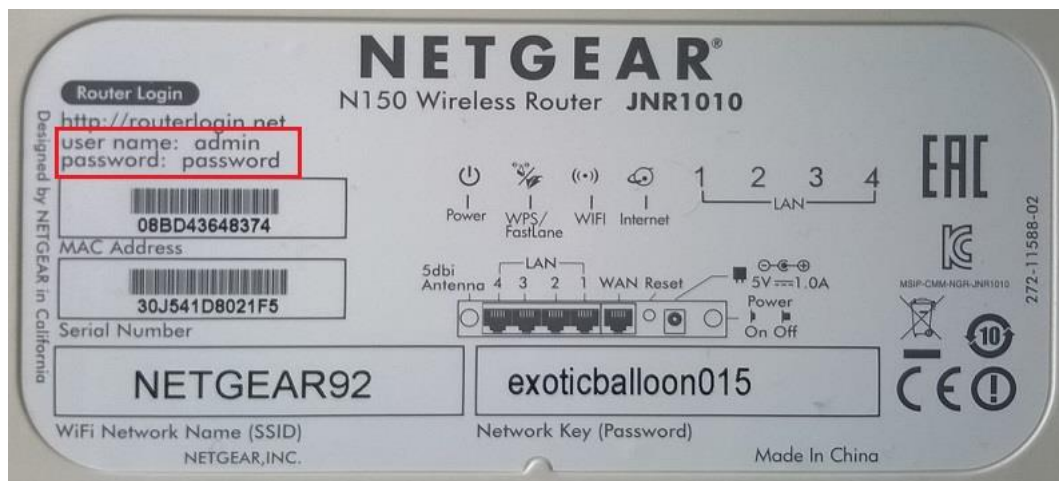 NETGEAR®
N150 Wireless Router JNR1010
Router Login
http://routerlogin.net
user name: admin
password: password
08BD43648374
MAC Address
30J541D8021F5
Serial Number
Designed by NETGEAR in California
Power
WPS/
FastLane
WIFI
Internet
1 2 3 4
LAN
5dbi
Antenna
LAN
4 3 2 1
WAN
Reset
5V 1.0A
Power
On Off
EAC
MSIP-CMM-NGR-JNR1010
272-11588-02
10
CE
NETGEAR92
WiFi Network Name (SSID)
exoticballoon015
Network Key (Password)
NETGEAR,INC.
Made In China